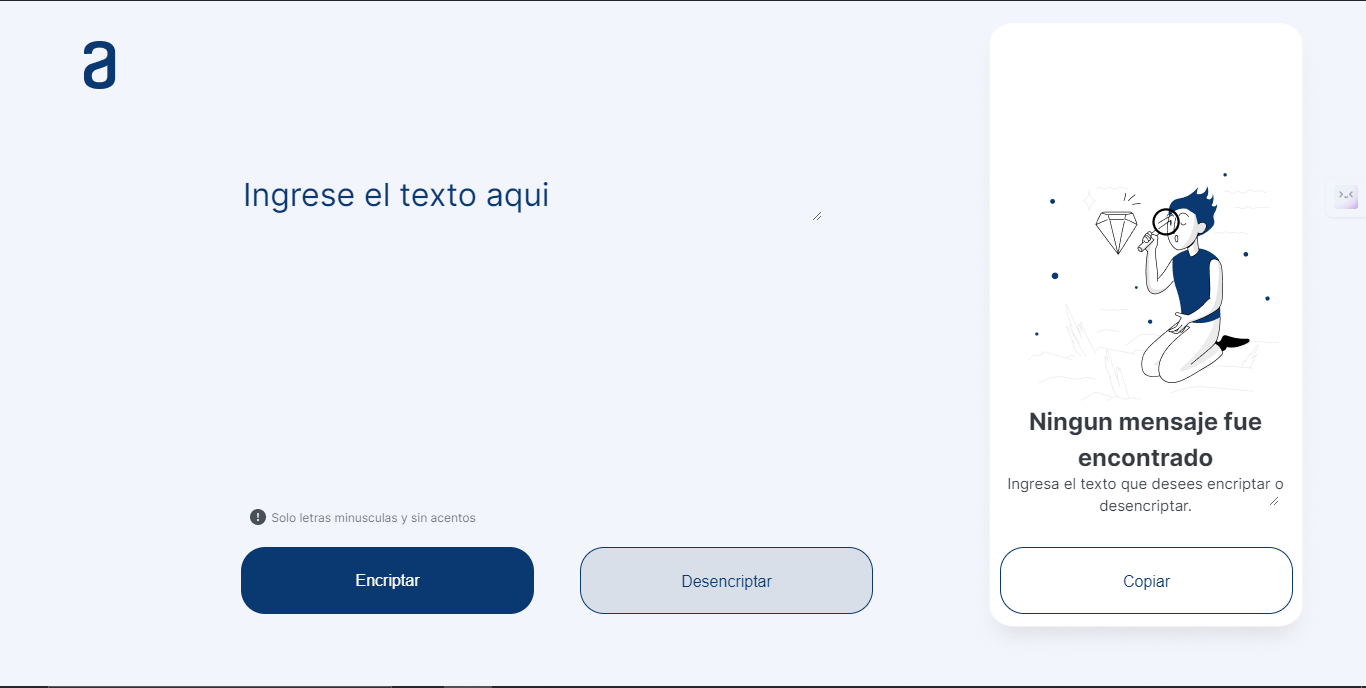 a
Ingrese el texto aqui
Solo letras minusculas y sin acentos
Encriptar
Desencriptar
Ningun mensaje fue
encontrado
Ingresa el texto que desees encriptar o
desencriptar.
Copiar